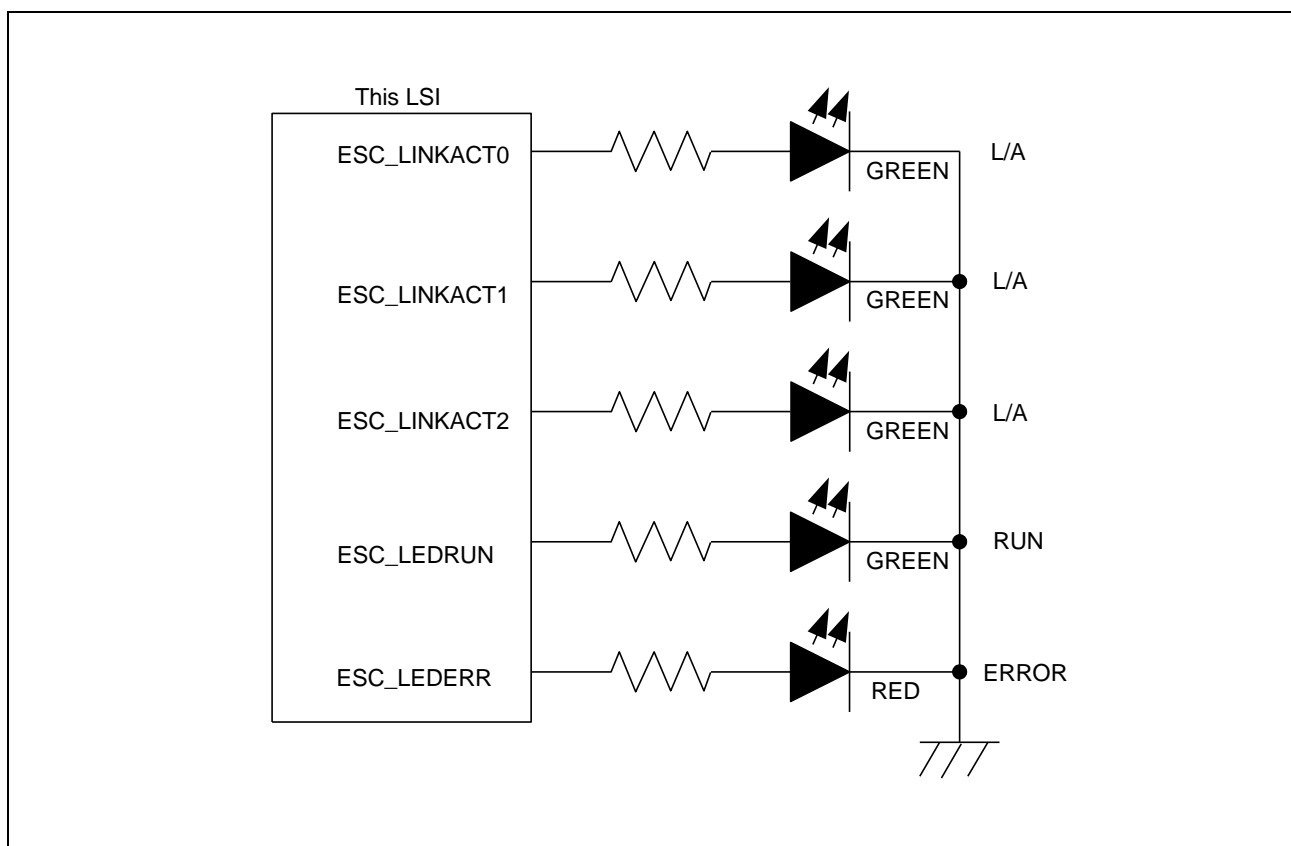 This LSI
ESC_LINKACT0
GREEN
L/A
ESC_LINKACT1
GREEN
L/A
ESC_LINKACT2
GREEN
L/A
ESC_LEDRUN
GREEN
RUN
ESC_LEDERR
RED
ERROR